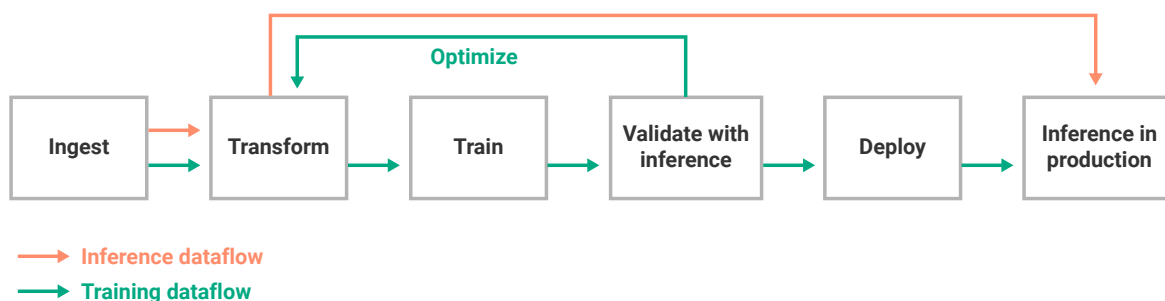 Optimize
Ingest
Transform
Train
Validate with
inference
Deploy
Inference in
production
Inference dataflow
Training dataflow